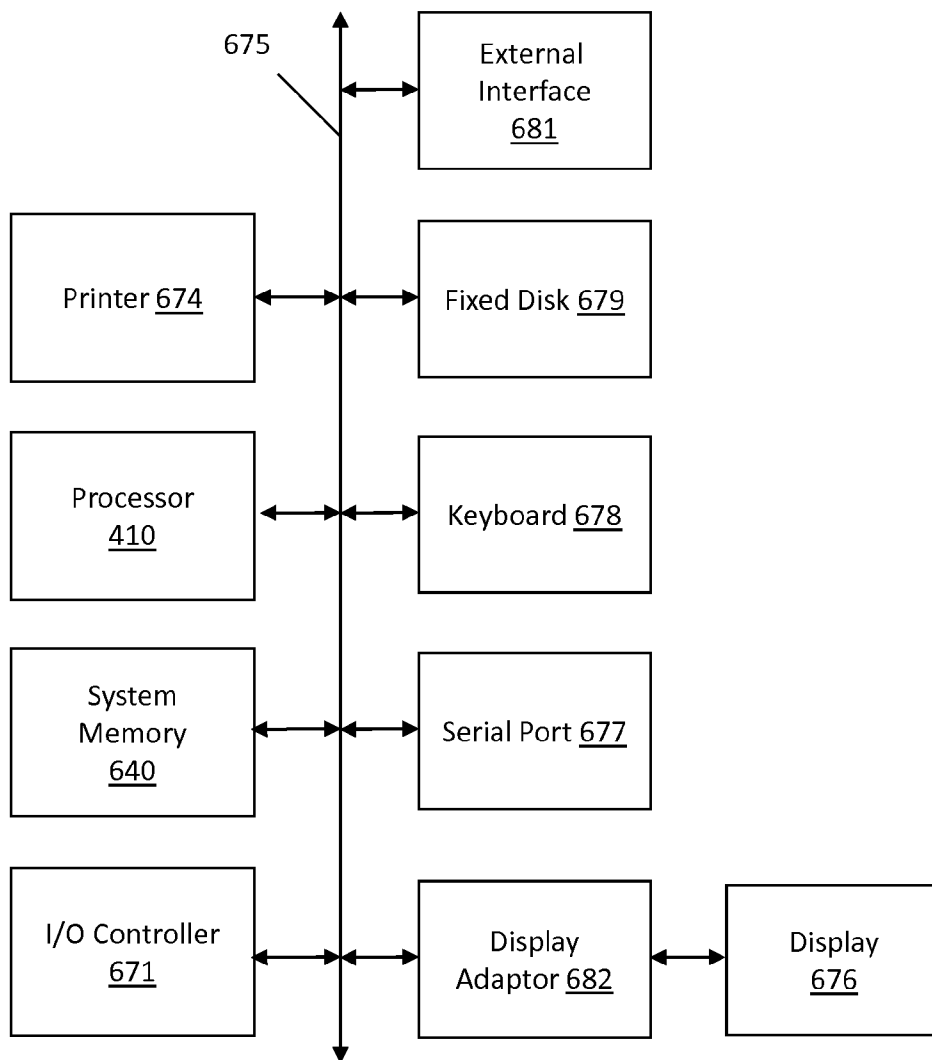 675
External
Interface
681
Printer 674
Fixed Disk 679
Processor
410
Keyboard 678
System
Memory
640
Serial Port 677
I/O Controller
671
Display
Adaptor 682
Display
676